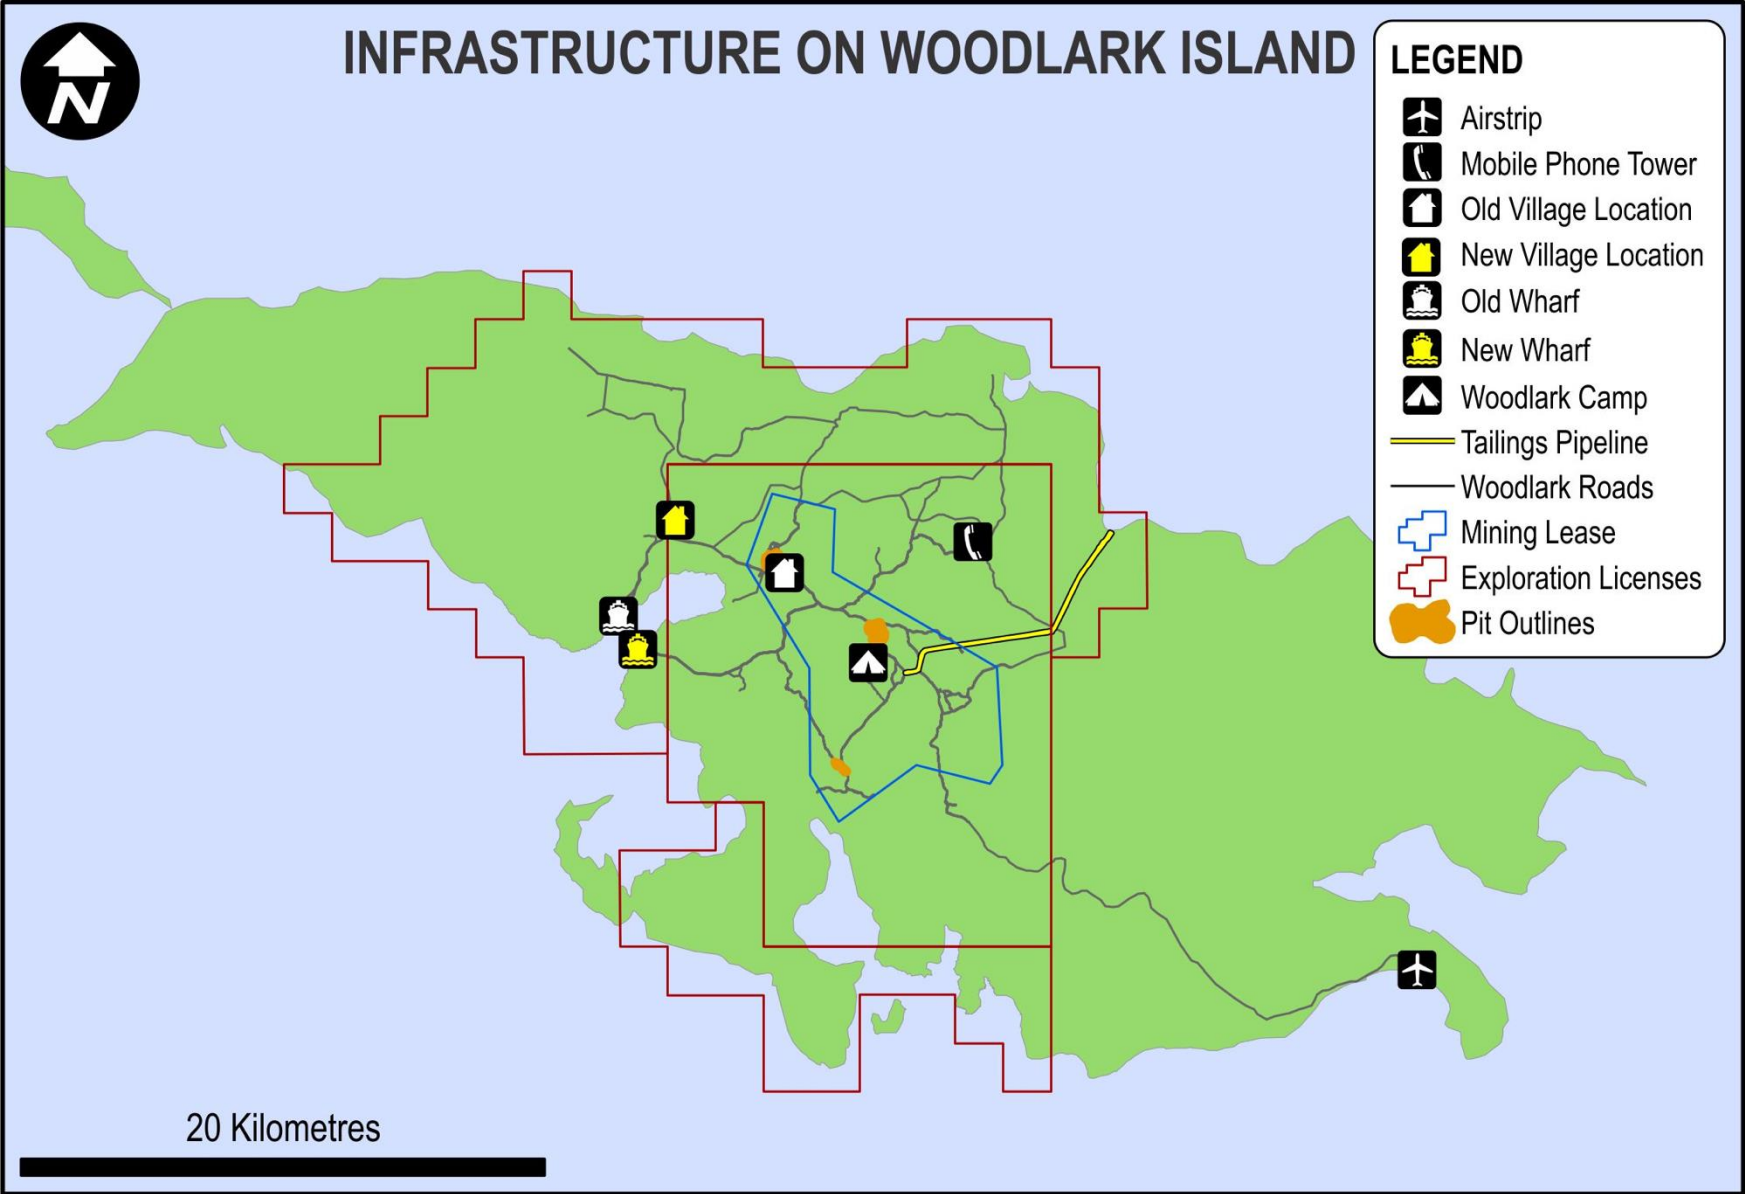 INFRASTRUCTURE ON WOODLARK ISLAND
N
LEGEND
Airstrip
Mobile Phone Tower
Old Village Location
New Village Location
Old Wharf
New Wharf
Woodlark Camp
Tailings Pipeline
Woodlark Roads
Mining Lease
Exploration Licenses
Pit Outlines
20 Kilometres